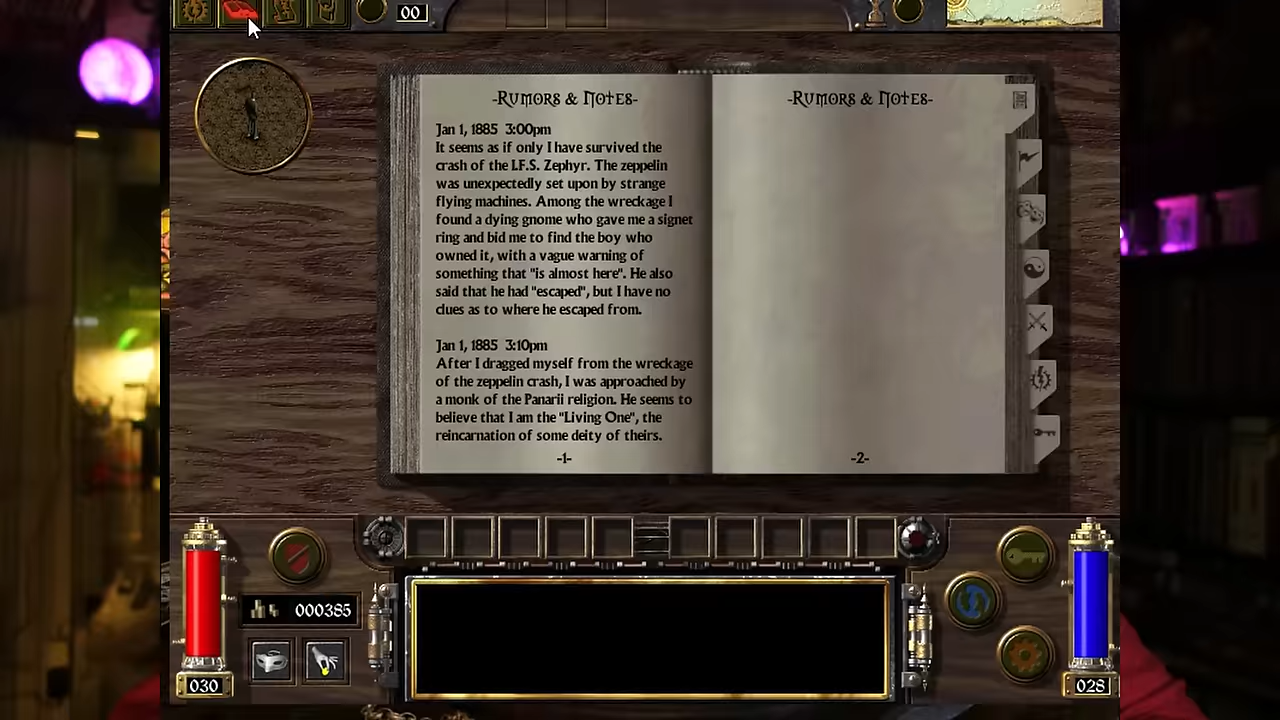 00
-Rumors & Notes-
Jan 1, 1885 3:00pm
It seems as if only I have survived the
crash of the I.F.S. Zephyr. The zeppelin
was unexpectedly set upon by strange
flying machines. Among the wreckage I
found a dying gnome who gave me a signet
ring and bid me to find the boy who
owned it, with a vague warning of
something that "is almost here". He also
said that he had "escaped", but I have no
clues as to where he escaped from.
Jan 1, 1885 3:10pm
After I dragged myself from the wreckage
of the zeppelin crash, I was approached by
a monk of the Panarii religion. He seems to
believe that I am the "Living One", the
reincarnation of some deity of theirs.
-1-
-Rumors & Notes-
-2-
000385
030
028